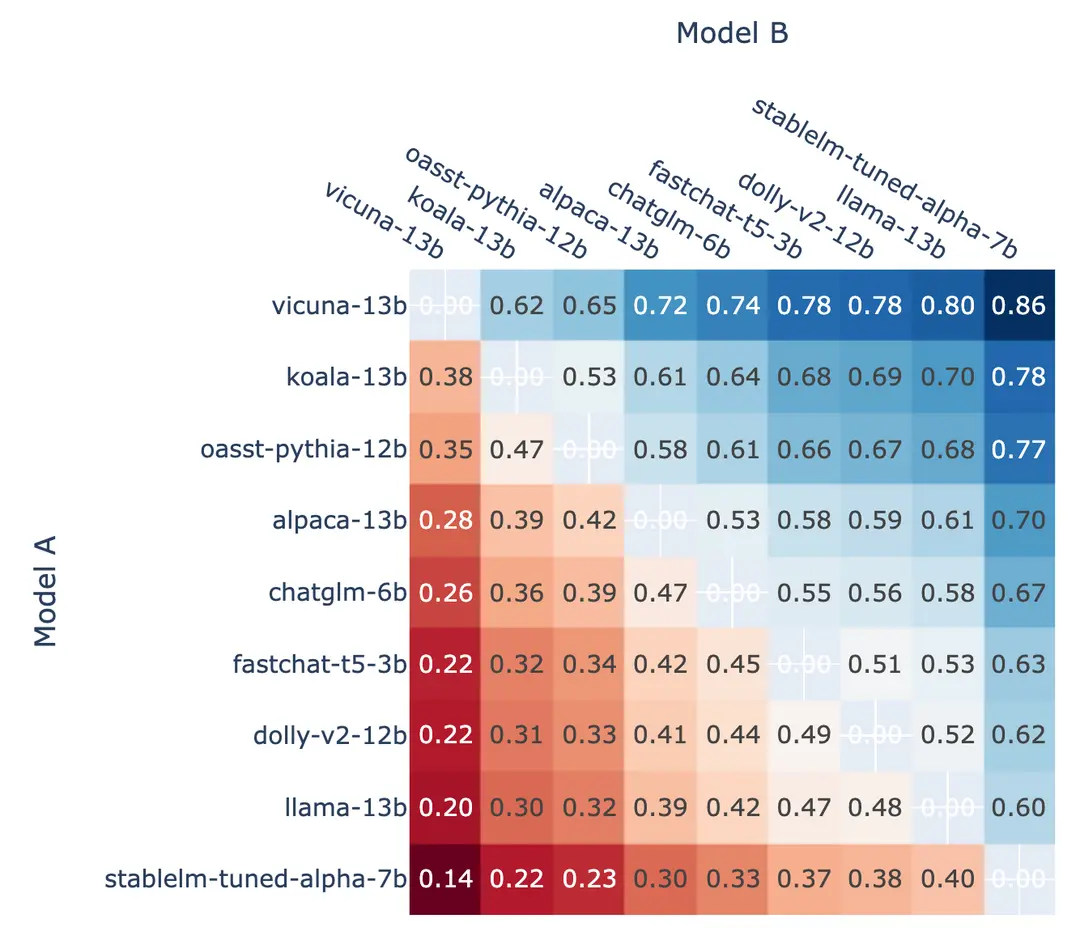 Model B
vicuna-13b
koala-13b
oasst-pythia-12b
alpaca-13b
chatglm-6b
fastchat-t5-3b
dolly-v2-12b
llama-13b
stablelm-tuned-alpha-7b
Model A
vicuna-13b 0.00 0.62 0.65 0.72 0.74 0.78 0.78 0.80 0.86
koala-13b 0.38 0.00 0.53 0.61 0.64 0.68 0.69 0.70 0.78
oasst-pythia-12b 0.35 0.47 0.00 0.58 0.61 0.66 0.67 0.68 0.77
alpaca-13b 0.28 0.39 0.42 0.00 0.53 0.58 0.59 0.61 0.70
chatglm-6b 0.26 0.36 0.39 0.47 0.00 0.55 0.56 0.58 0.67
fastchat-t5-3b 0.22 0.32 0.34 0.42 0.45 0.00 0.51 0.53 0.63
dolly-v2-12b 0.22 0.31 0.33 0.41 0.44 0.49 0.00 0.52 0.62
llama-13b 0.20 0.30 0.32 0.39 0.42 0.47 0.48 0.00 0.60
stablelm-tuned-alpha-7b 0.14 0.22 0.23 0.30 0.33 0.37 0.38 0.40 0.00